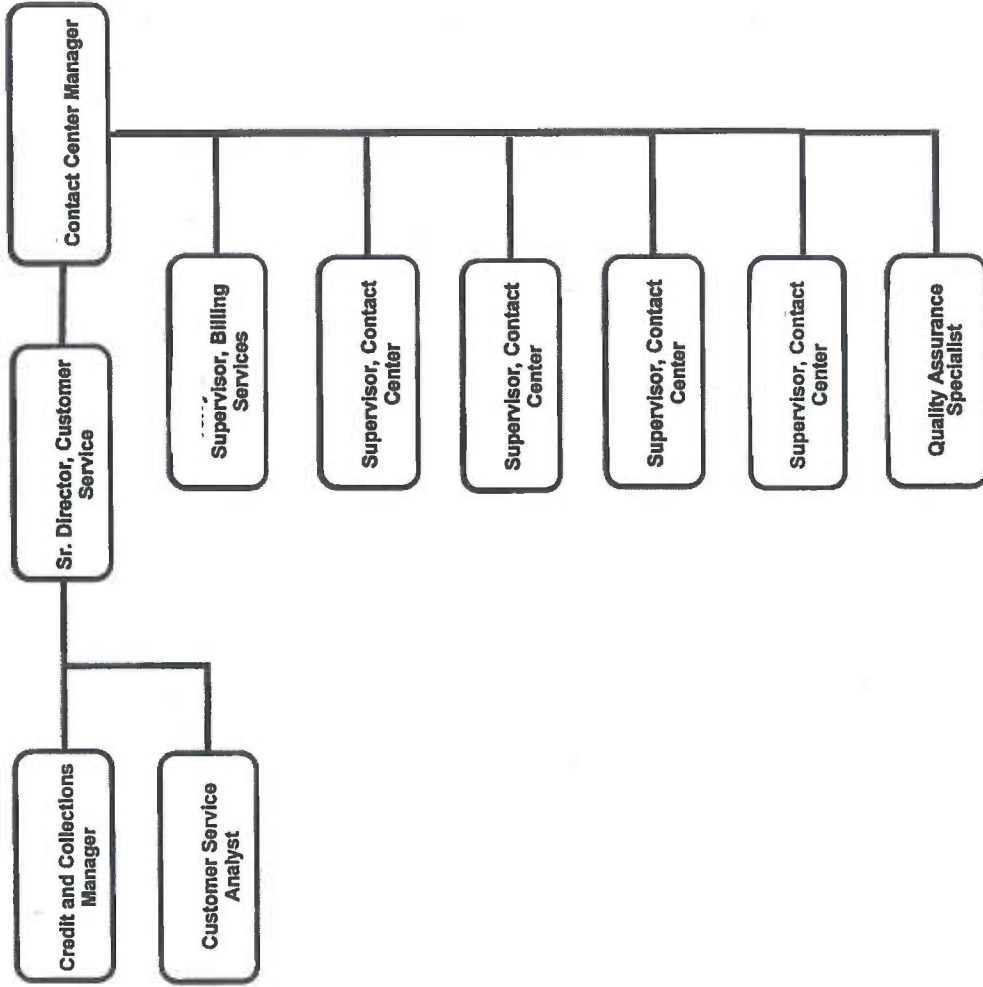 Credit and Collections
Manager
Customer Service
Analyst
Sr. Director, Customer
Service
Contact Center Manager
Supervisor, Billing
Services
Supervisor, Contact
Center
Supervisor, Contact
Center
Supervisor, Contact
Center
Supervisor, Contact
Center
Quality Assurance
Specialist